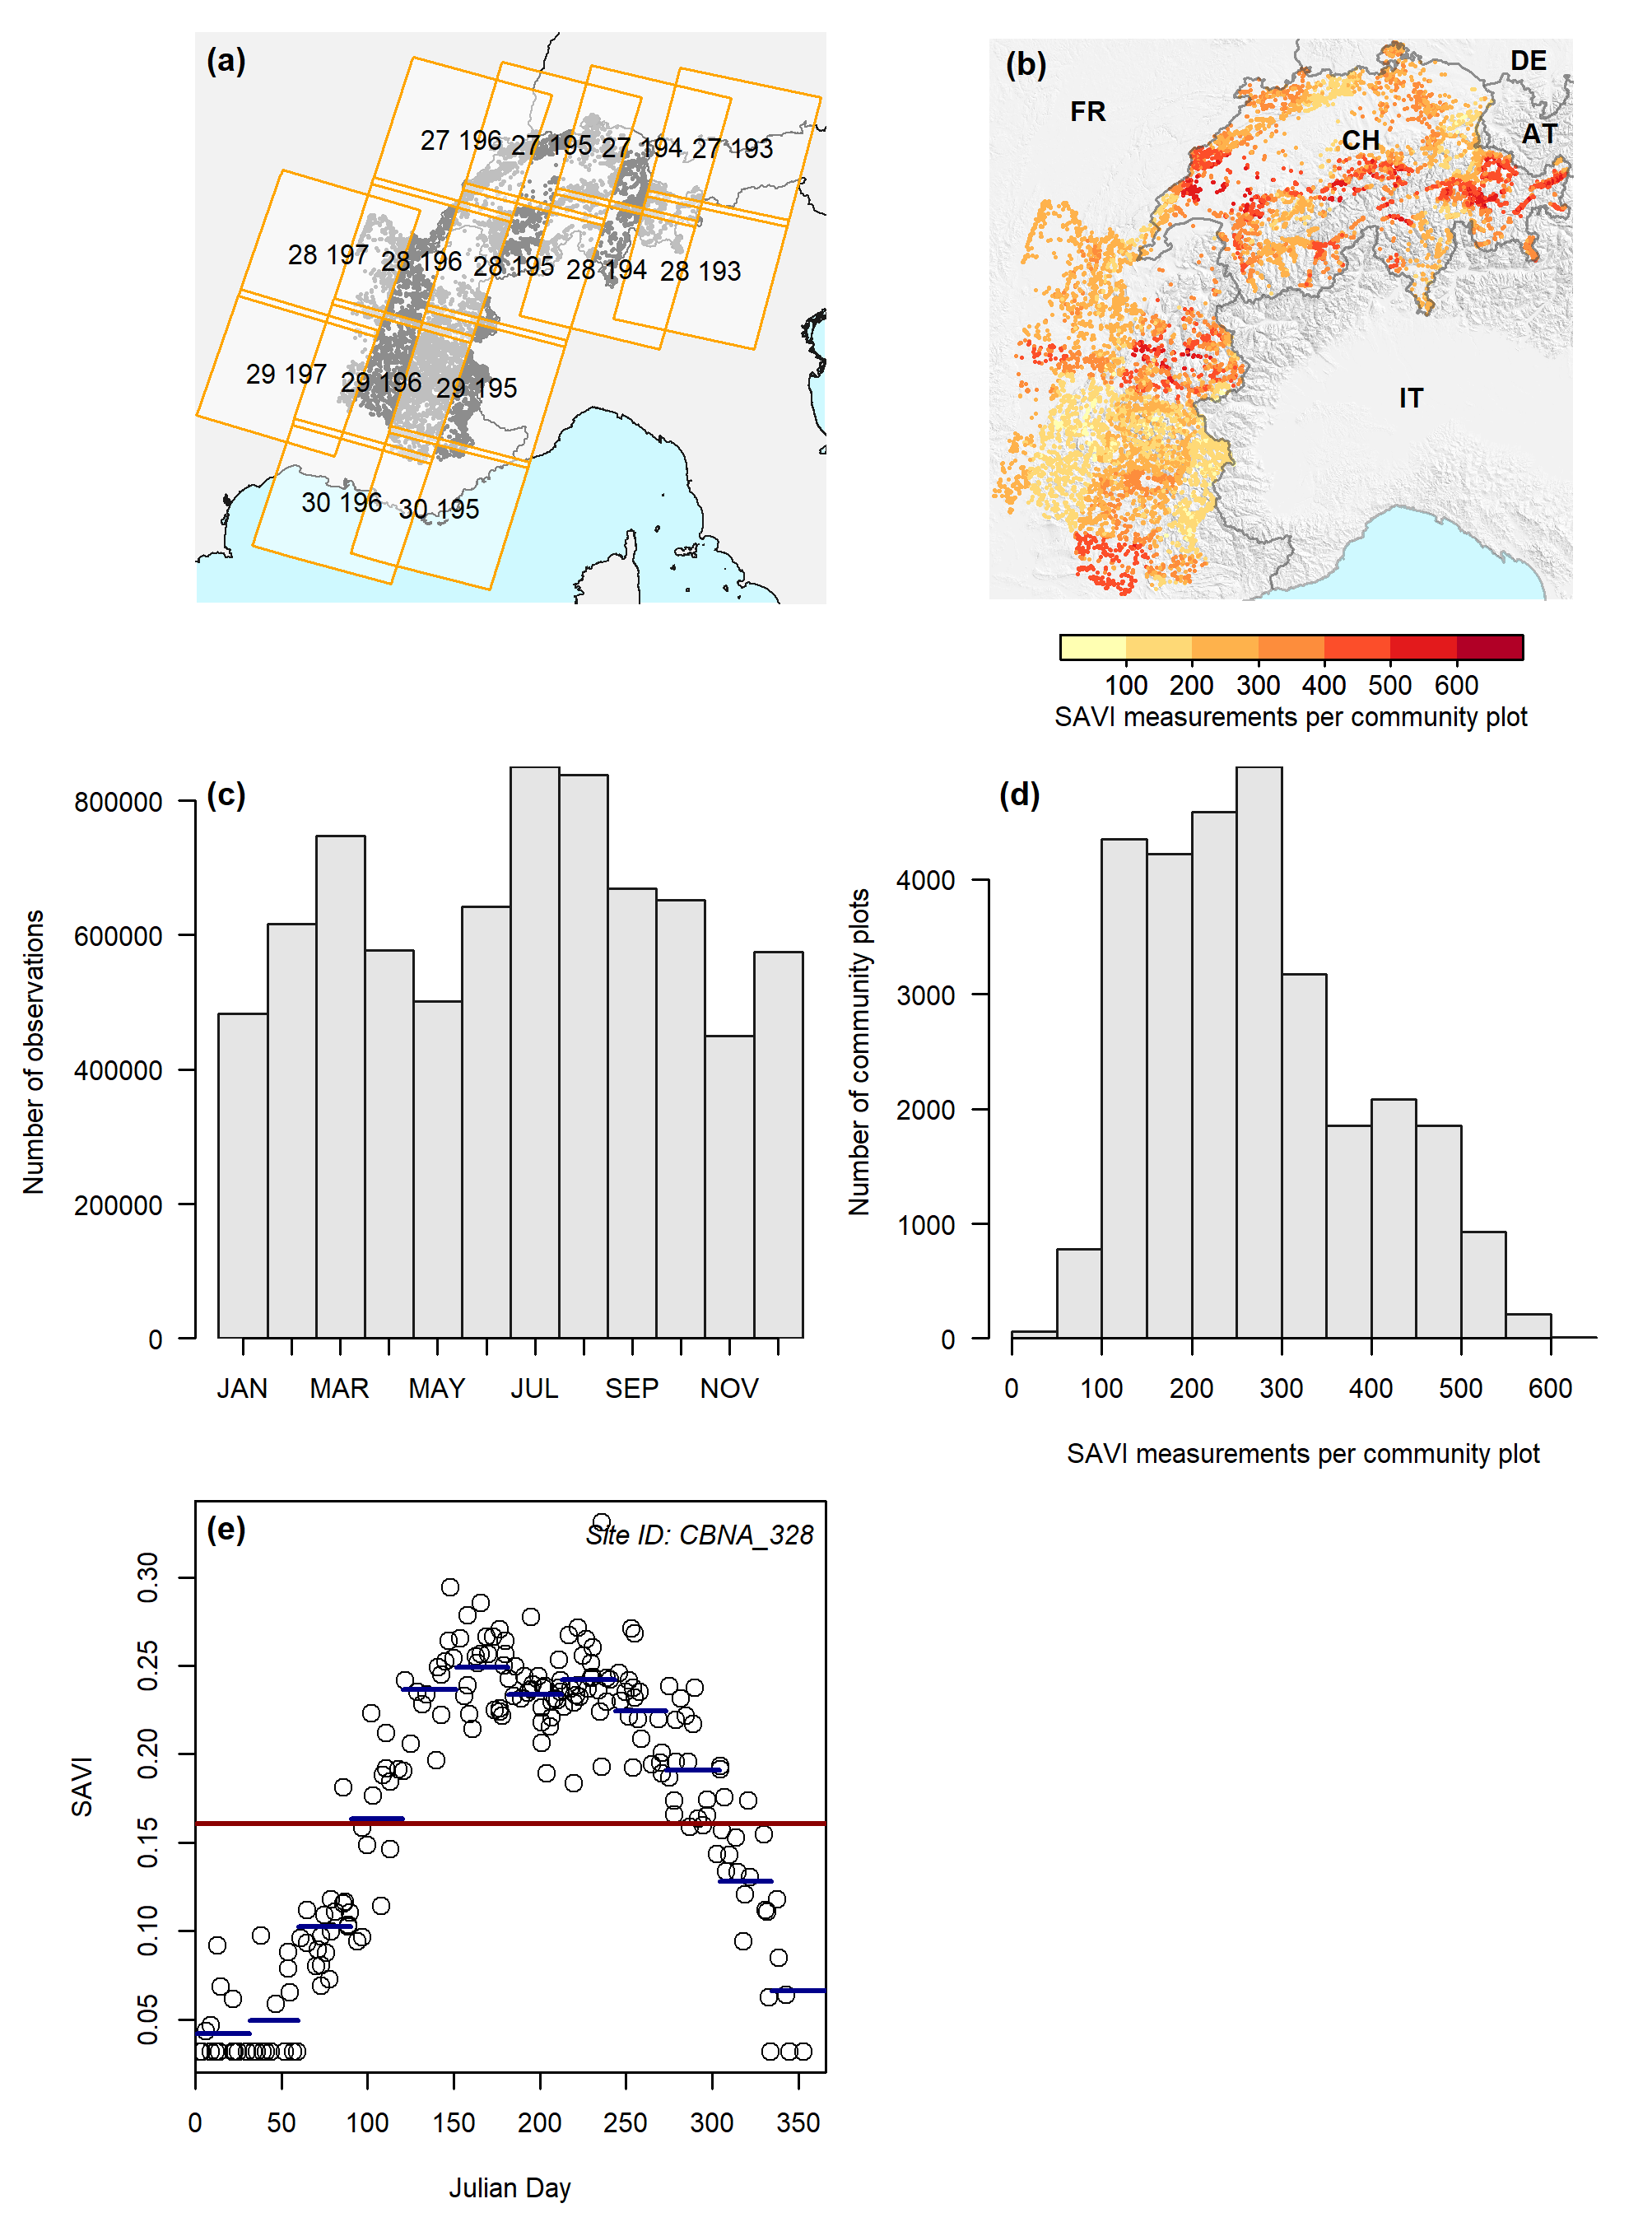 (a)
27 196
27 195
27 194
27 193
28 197
28 196
28 195
28 194
28 193
29 197
29 196
29 195
30 196
30 195
(b)
DE
FR
CH
AT
IT
100 200 300 400 500 600
SAVI measurements per community plot
(c)
Number of observations
800000
600000
400000
200000
0
JAN MAR MAY JUL SEP NOV
(d)
Number of community plots
4000
3000
2000
1000
0
0 100 200 300 400 500 600
SAVI measurements per community plot
(e)
Site ID: CBNA_328
SAVI
0.30
0.25
0.20
0.15
0.10
0.05
0 50 100 150 200 250 300 350
Julian Day